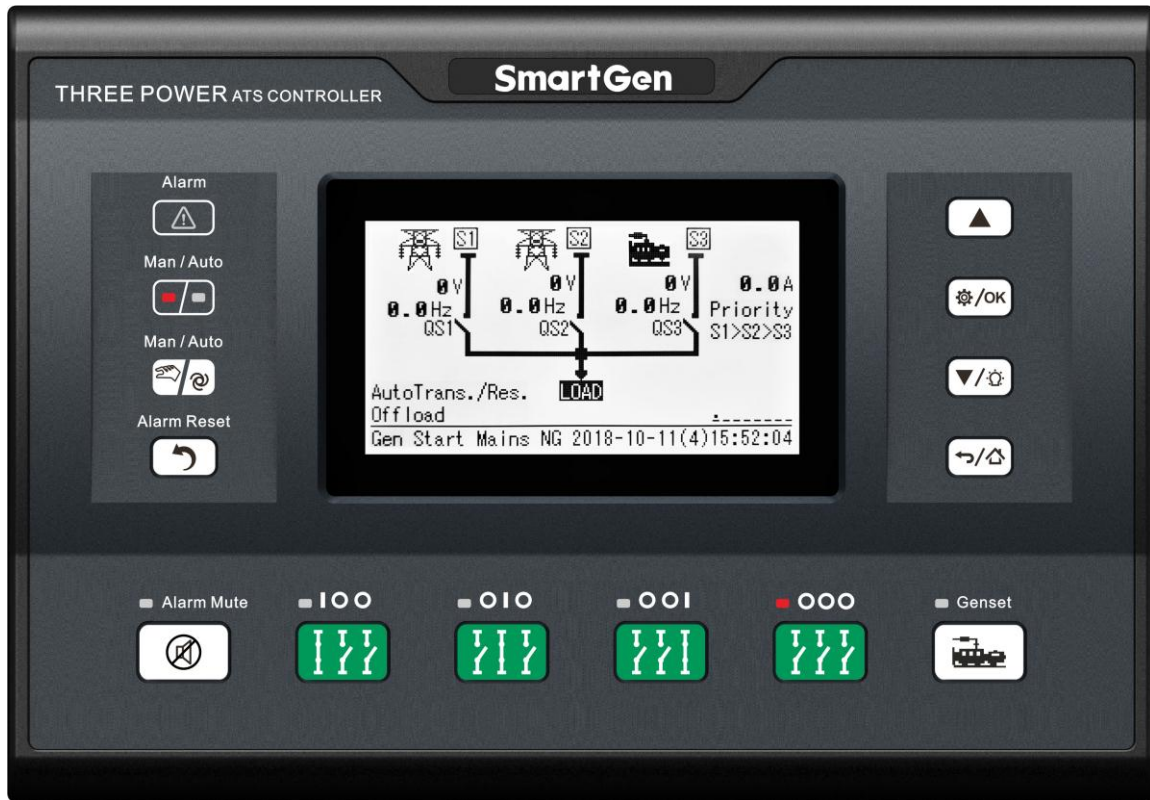 SmartGen
THREE POWER ATS CONTROLLER
Alarm
Man / Auto
Man / Auto
Alarm Reset
S1 S2 S3
0V 0V 0V 0.0A
0.0Hz 0.0Hz 0.0Hz Priority
QS1 QS2 QS3 S1>S2>S3
AutoTrans./Res. LOAD
Offload
Gen Start Mains NG 2018-10-11(4)15:52:04
/OK
Alarm Mute
IOO
OIO
OOI
OOO
Genset